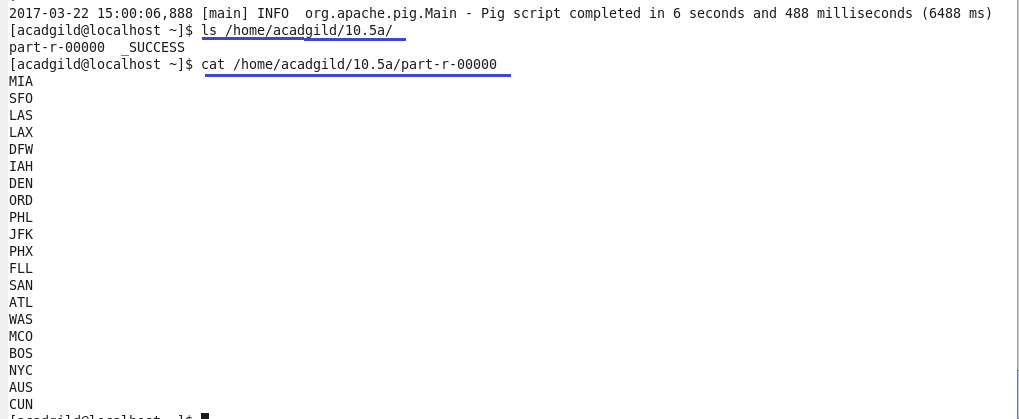 2017-03-22 15:00:06,888 [main] INFO  org.apache.pig.Main - Pig script completed in 6 seconds and 488 milliseconds (6488 ms)
[acadgild@localhost ~]$ ls /home/acadgild/10.5a/
part-r-00000  _SUCCESS
[acadgild@localhost ~]$ cat /home/acadgild/10.5a/part-r-00000
MIA
SFO
LAS
LAX
DFW
IAH
DEN
ORD
PHL
JFK
PHX
FLL
SAN
ATL
WAS
MCO
BOS
NYC
AUS
CUN
[acadgild@localhost ~]$